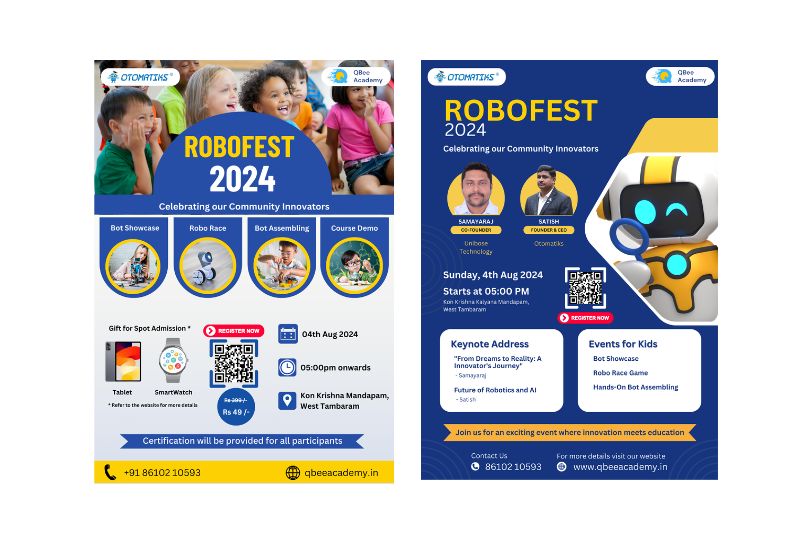 OTOMATIKS®
QBee
Academy
ROBOFEST
2024
Celebrating our Community Innovators
Bot Showcase
Robo Race
Bot Assembling
Course Demo
Gift for Spot Admission *
REGISTER NOW
04th Aug 2024
05:00pm onwards
Kon Krishna Mandapam,
West Tambaram
Tablet
SmartWatch
* Refer to the website for more details
Rs 299 /-
Rs 49 /-
Certification will be provided for all participants
+91 86102 10593
qbeeacademy.in
OTOMATIKS®
QBee
Academy
ROBOFEST
2024
Celebrating our Community Innovators
SAMAYARAJ
CO-FOUNDER
Unibose
Technology
SATISH
FOUNDER & CEO
Otomatiks
Sunday, 4th Aug 2024
Starts at 05:00 PM
Kon Krishna Kalyana Mandapam,
West Tambaram
REGISTER NOW
Keynote Address
"From Dreams to Reality: A
Innovator's Journey"
- Samayaraj
Future of Robotics and AI
- Satish
Events for Kids
Bot Showcase
Robo Race Game
Hands-On Bot Assembling
Join us for an exciting event where innovation meets education
Contact Us
86102 10593
For more details visit our website
www.qbeeacademy.in